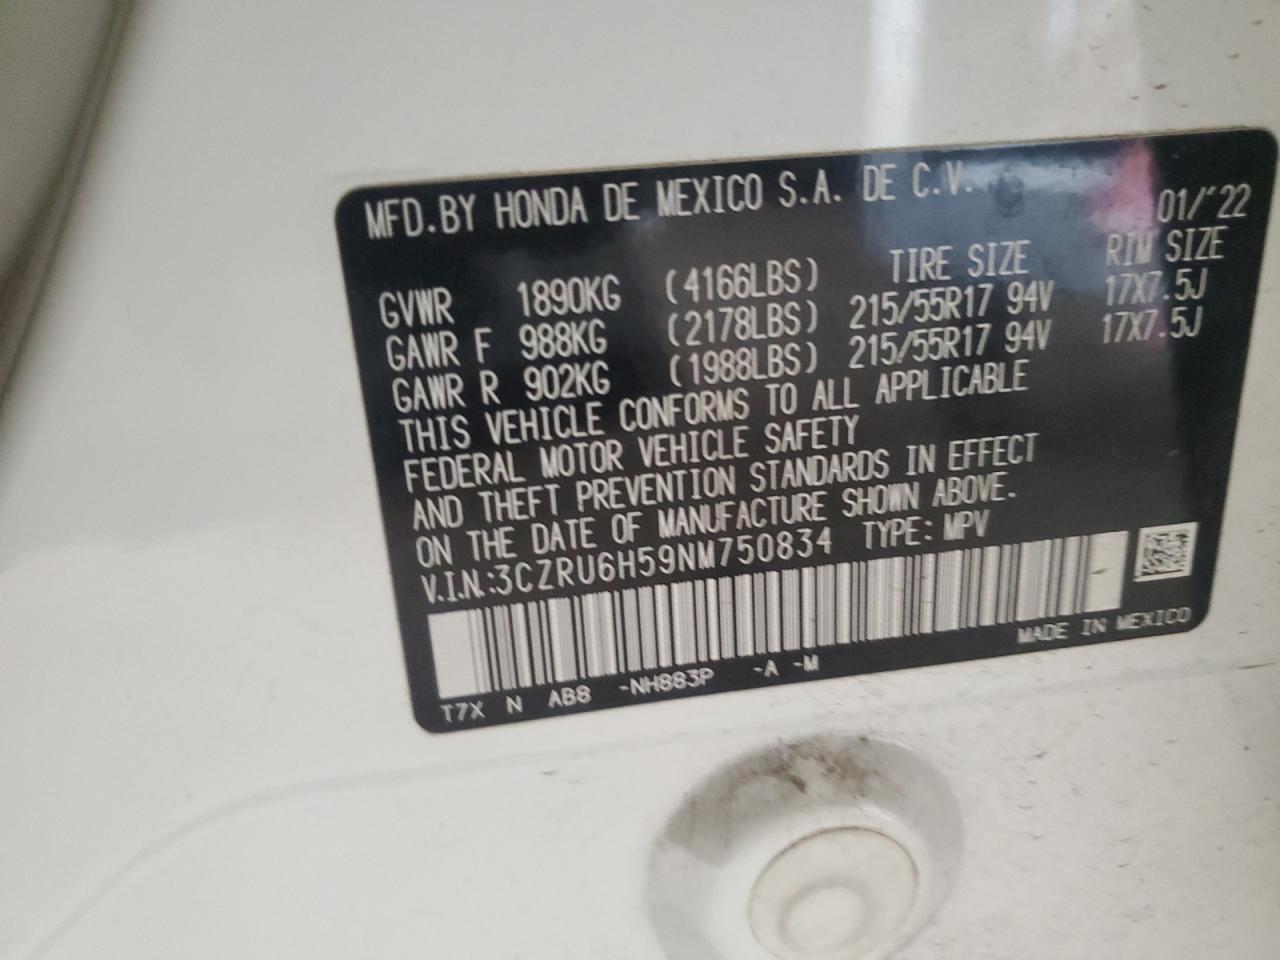 MFD.BY HONDA DE MEXICO S.A. DE C.V. 01/'22
TIRE SIZE RIM SIZE
GVWR 1890KG (4166LBS)
GAWR F 988KG (2178LBS) 215/55R17 94V 17X7.5J
GAWR R 902KG (1988LBS) 215/55R17 94V 17X7.5J
THIS VEHICLE CONFORMS TO ALL APPLICABLE
FEDERAL MOTOR VEHICLE SAFETY
AND THEFT PREVENTION STANDARDS IN EFFECT
ON THE DATE OF MANUFACTURE SHOWN ABOVE.
V.I.N.:3CZRU6H59NM750834 TYPE: MPV
MADE IN MEXICO
T7X N AB8 -NH883P -A -M